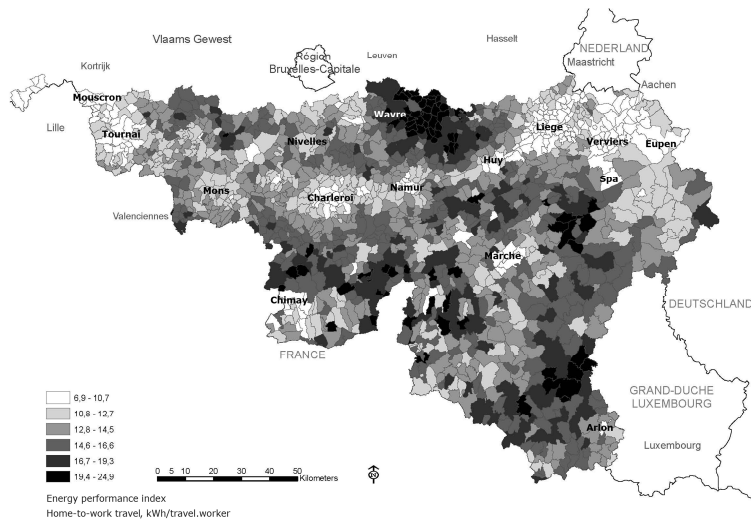 Vlaams Gewest
Hasselt
NEDERLAND
Maastricht
Région
Bruxelles-Capitale
Leuven
Kortrijk
Aachen
Mouscron
Wavre
Lille
Tournai
Nivelles
Liege
Verviers
Eupen
Huy
Spa
Mons
Charleroi
Namur
Valenciennes
Marche
Chimay
DEUTSCHLAND
FRANCE
GRAND-DUCHE
LUXEMBOURG
Arlon
Luxembourg
6,9 - 10,7
10,8 - 12,7
12,8 - 14,5
14,6 - 16,6
16,7 - 19,3
19,4 - 24,9
0 5 10 20 30 40 50
Kilometers
N
Energy performance index
Home-to-work travel, kWh/travel.worker